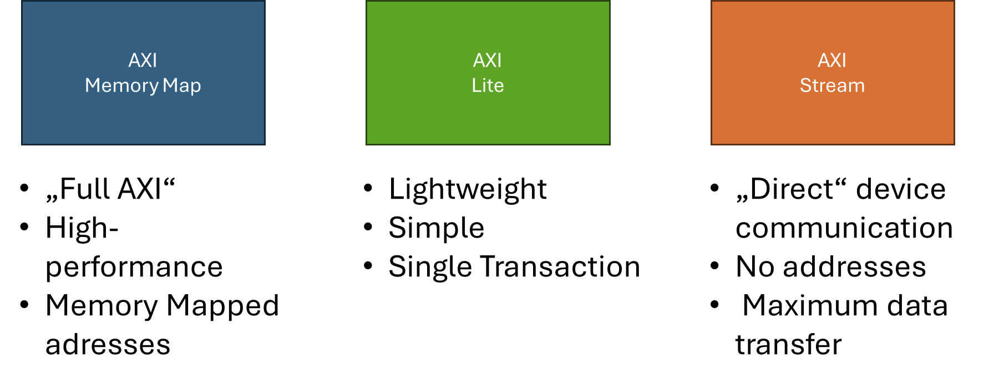 AXI
Memory Map
• „Full AXI“
• High-
performance
• Memory Mapped
adresses
AXI
Lite
• Lightweight
• Simple
• Single Transaction
AXI
Stream
• „Direct“ device
communication
• No addresses
• Maximum data
transfer